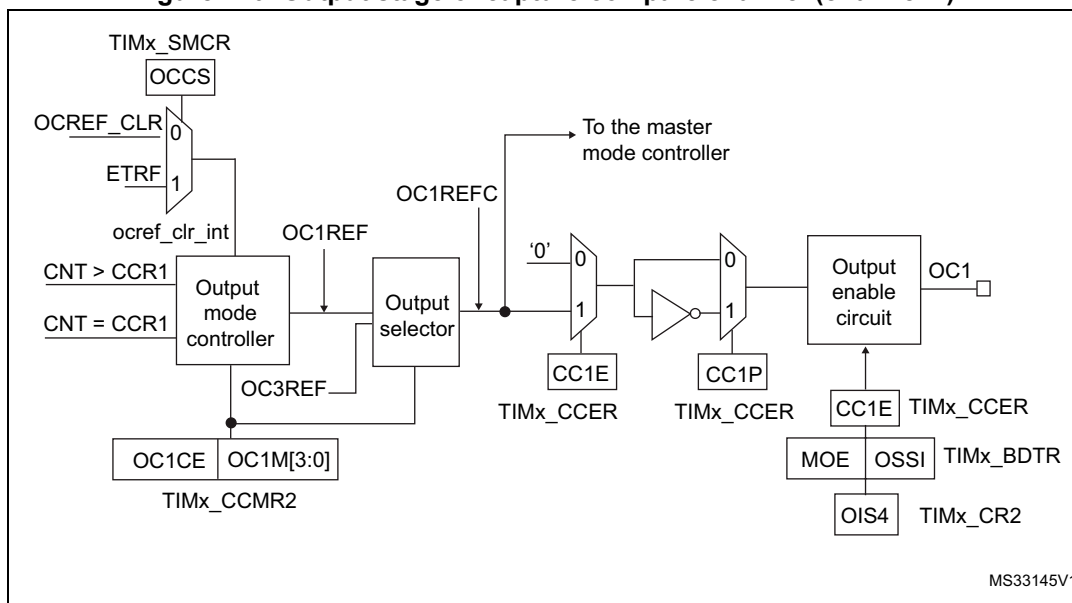 TIMx_SMCR
OCCS
OCREF_CLR
0
ETRF
1
ocref_clr_int
To the master
mode controller
OC1REFC
OC1REF
CNT > CCR1
CNT = CCR1
Output
mode
controller
Output
selector
OC3REF
‘0’
0
1
0
1
Output
enable
circuit
OC1
CC1E
TIMx_CCER
CC1P
TIMx_CCER
CC1E
TIMx_CCER
MOE
OSSI
TIMx_BDTR
OIS4
TIMx_CR2
OC1CE
OC1M[3:0]
TIMx_CCMR2
MS33145V1